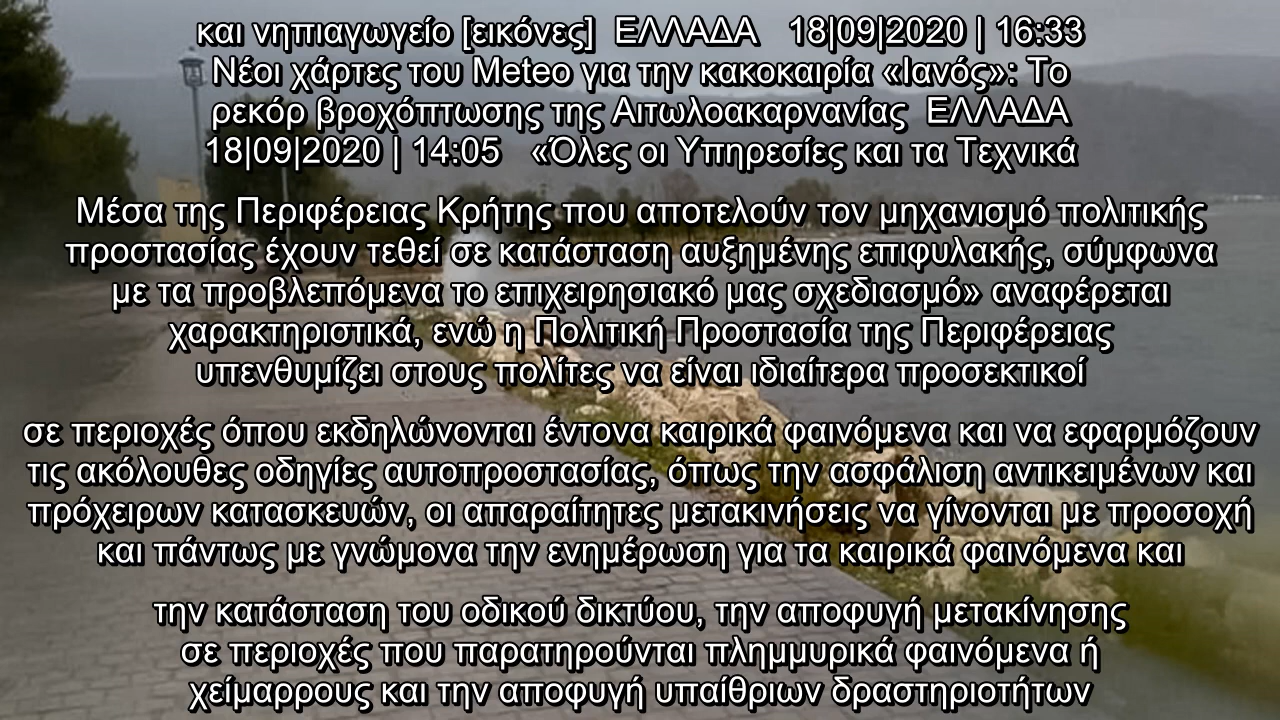 και νηπιαγωγείο [εικόνες]  ΕΛΛΑΔΑ   18|09|2020 | 16:33
Νέοι χάρτες του Meteo για την κακοκαιρία «Ιανός»: Το
ρεκόρ βροχόπτωσης της Αιτωλοακαρνανίας  ΕΛΛΑΔΑ
18|09|2020 | 14:05   «Όλες οι Υπηρεσίες και τα Τεχνικά
Μέσα της Περιφέρειας Κρήτης που αποτελούν τον μηχανισμό πολιτικής
προστασίας έχουν τεθεί σε κατάσταση αυξημένης επιφυλακής, σύμφωνα
με τα προβλεπόμενα το επιχειρησιακό μας σχεδιασμό» αναφέρεται
χαρακτηριστικά, ενώ η Πολιτική Προστασία της Περιφέρειας
υπενθυμίζει στους πολίτες να είναι ιδιαίτερα προσεκτικοί
σε περιοχές όπου εκδηλώνονται έντονα καιρικά φαινόμενα και να εφαρμόζουν
τις ακόλουθες οδηγίες αυτοπροστασίας, όπως την ασφάλιση αντικειμένων και
πρόχειρων κατασκευών, οι απαραίτητες μετακινήσεις να γίνονται με προσοχή
και πάντως με γνώμονα την ενημέρωση για τα καιρικά φαινόμενα και
την κατάσταση του οδικού δικτύου, την αποφυγή μετακίνησης
σε περιοχές που παρατηρούνται πλημμυρικά φαινόμενα ή
χείμαρρους και την αποφυγή υπαίθριων δραστηριοτήτων